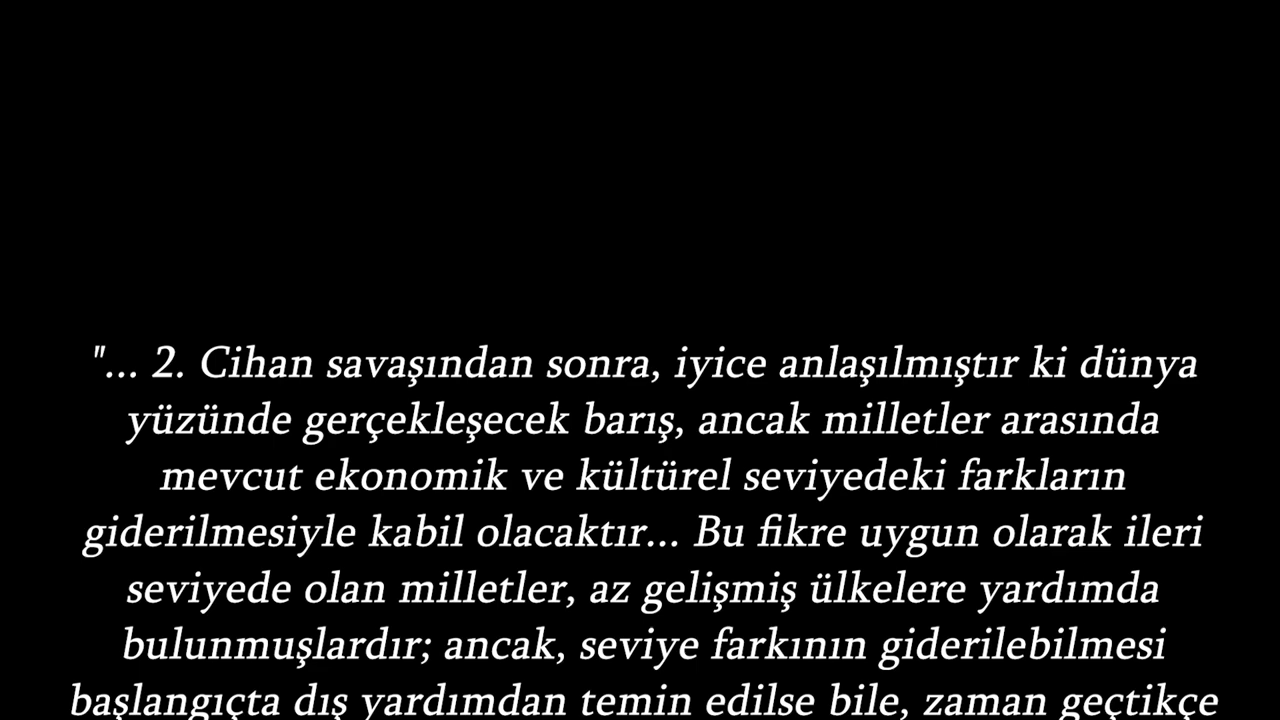 "... 2. Cihan savaşından sonra, iyice anlaşılmıştır ki dünya
yüzünde gerçekleşecek barış, ancak milletler arasında
mevcut ekonomik ve kültürel seviyedeki farkların
giderilmesiyle kabil olacaktır... Bu fikre uygun olarak ileri
seviyede olan milletler, az gelişmiş ülkelere yardımda
bulunmuşlardır; ancak, seviye farkının giderilebilmesi
başlangıçta dış yardımdan temin edilse bile, zaman geçtikçe